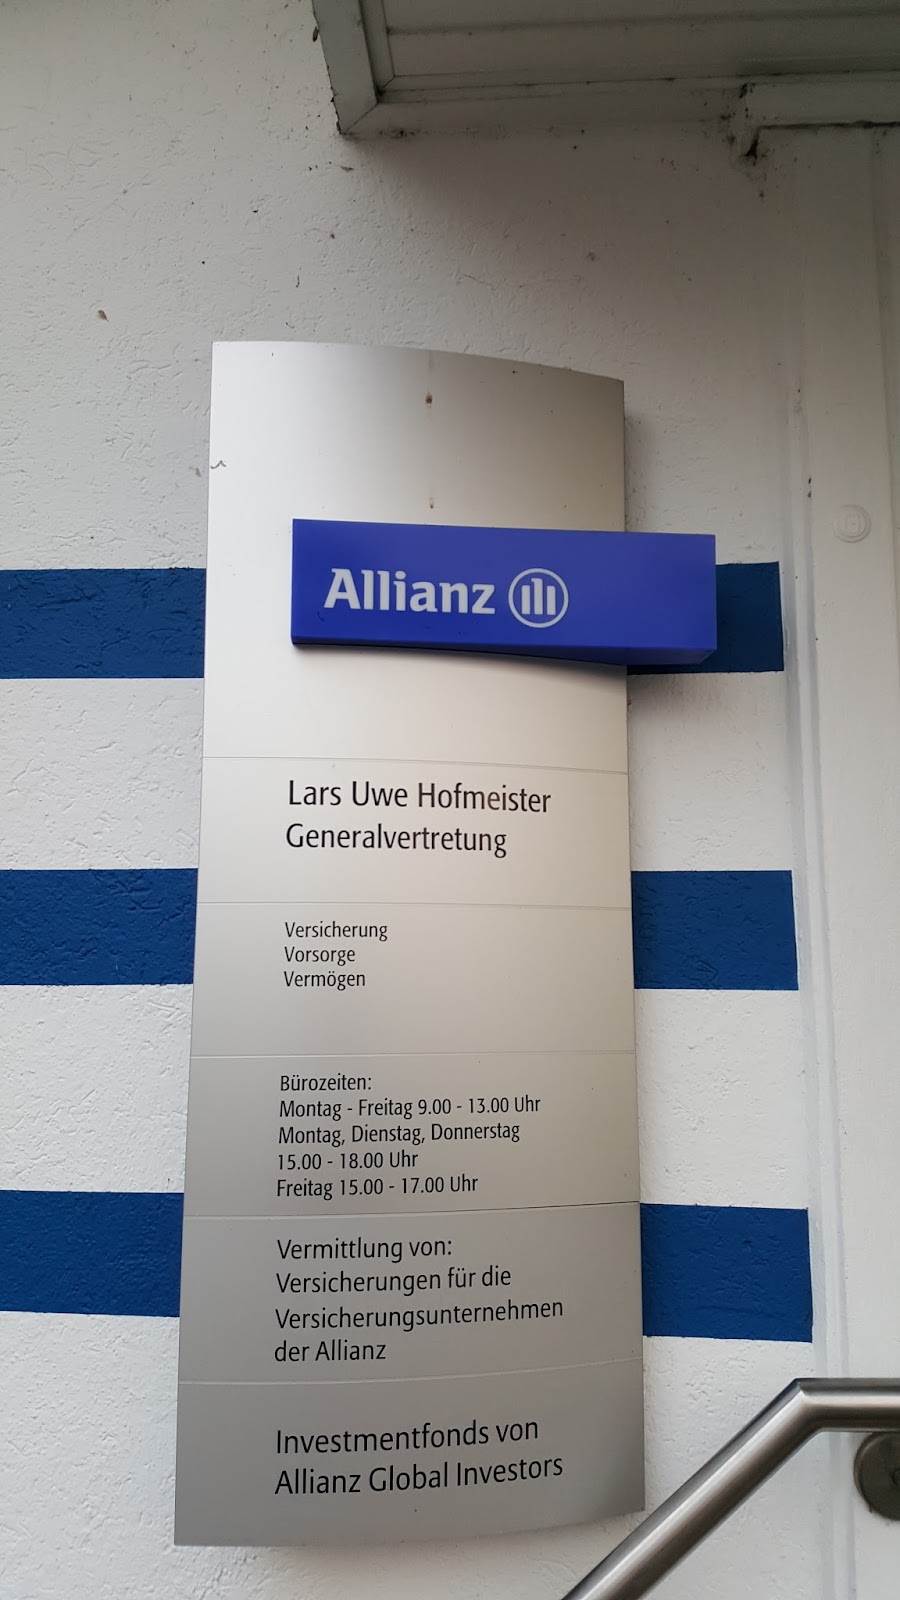 Allianz
Lars Uwe Hofmeister
Generalvertretung
Versicherung
Vorsorge
Vermögen
Bürozeiten:
Montag - Freitag 9.00 - 13.00 Uhr
Montag, Dienstag, Donnerstag
15.00 - 18.00 Uhr
Freitag 15.00 - 17.00 Uhr
Vermittlung von:
Versicherungen für die
Versicherungsunternehmen
der Allianz
Investmentfonds von
Allianz Global Investors